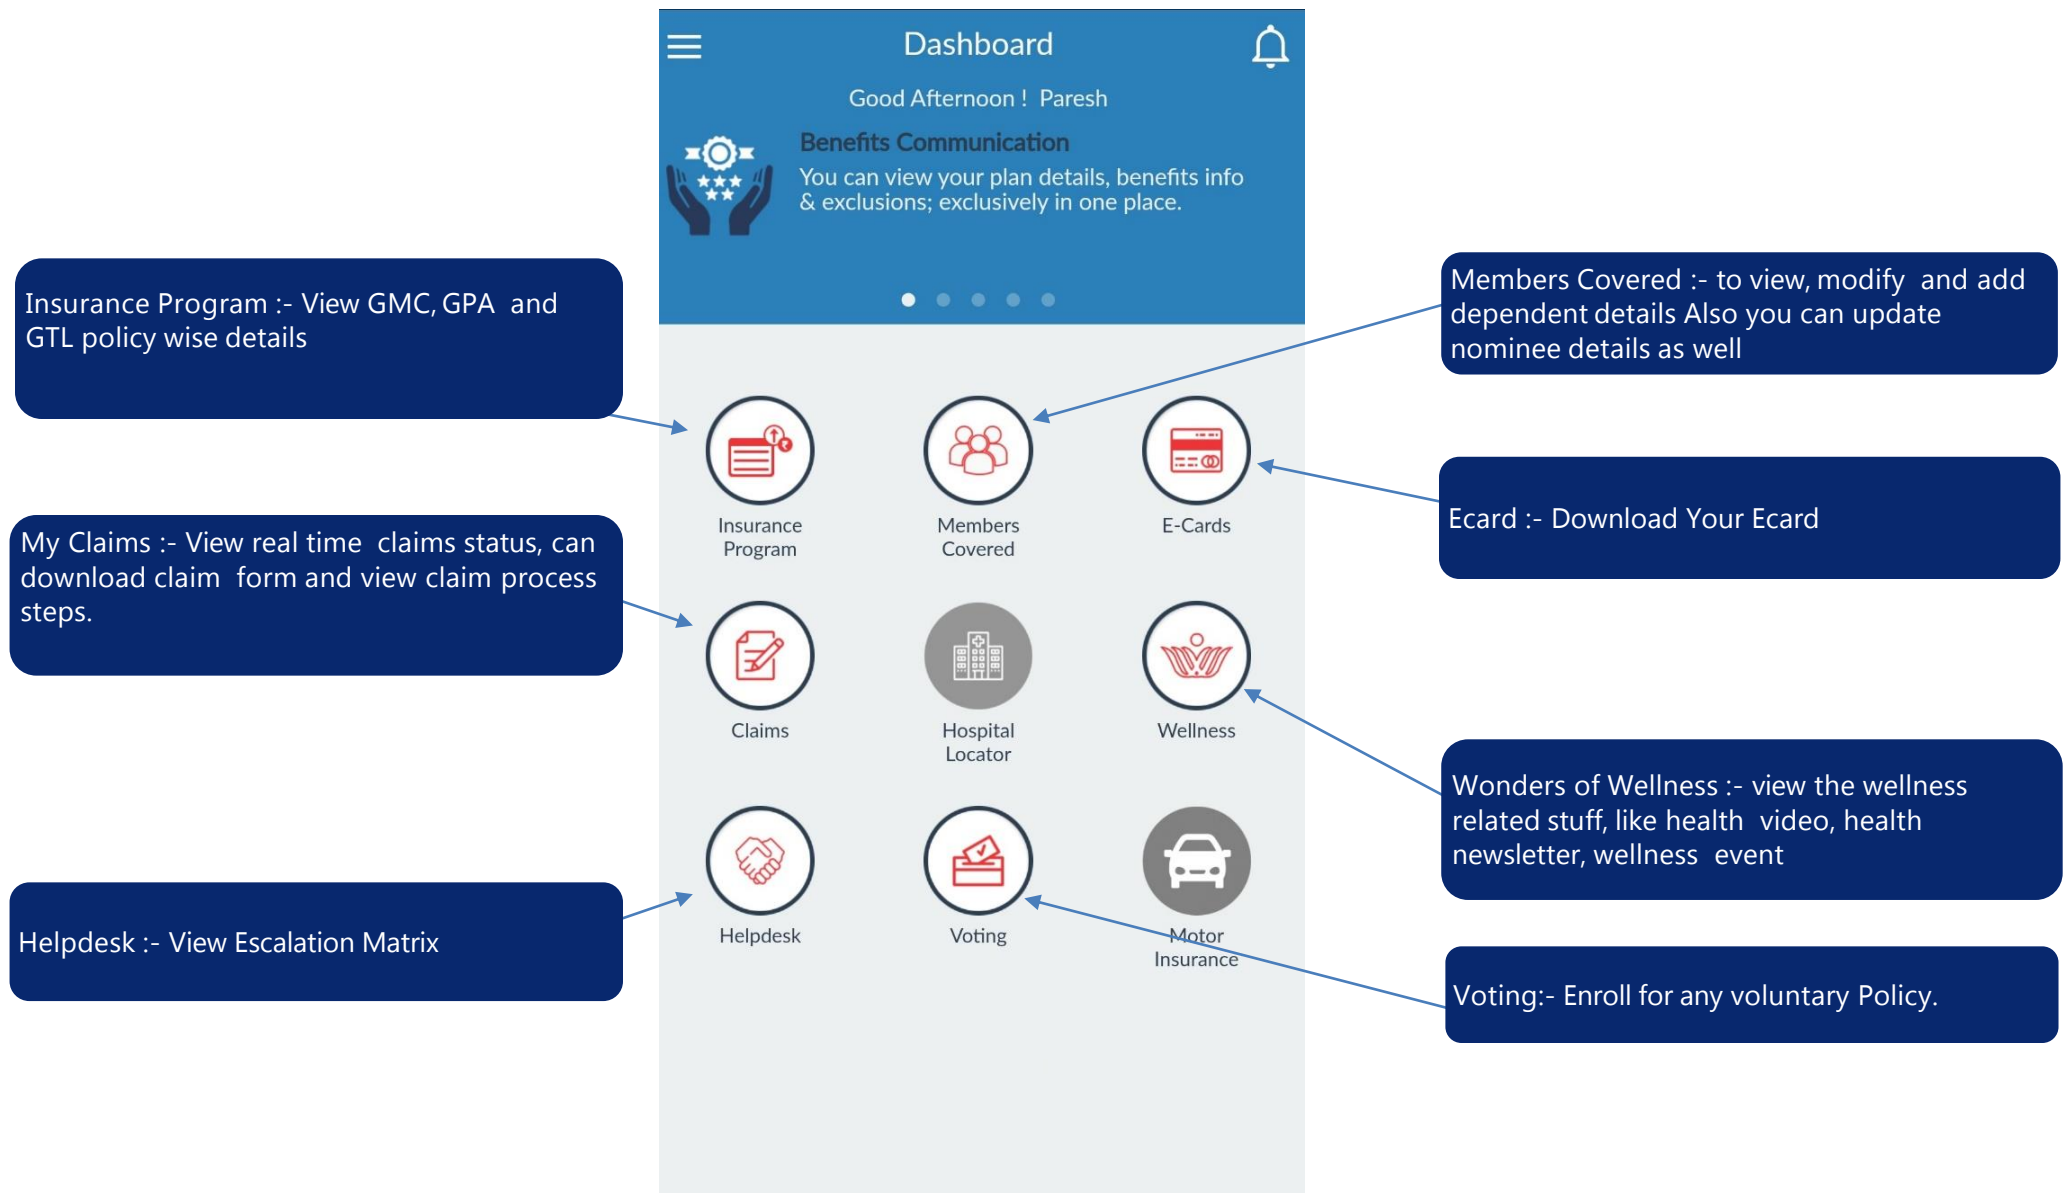 Dashboard
Good Afternoon ! Paresh
Benefits Communication
You can view your plan details, benefits info
& exclusions; exclusively in one place.
Insurance Program :- View GMC, GPA and
GTL policy wise details
Members Covered :- to view, modify and add
dependent details Also you can update
nominee details as well
Insurance
Program
Members
Covered
E-Cards
Ecard :- Download Your Ecard
My Claims :- View real time claims status, can
download claim form and view claim process
steps.
Claims
Hospital
Locator
Wellness
Wonders of Wellness :- view the wellness
related stuff, like health video, health
newsletter, wellness event
Helpdesk :- View Escalation Matrix
Helpdesk
Voting
Motor
Insurance
Voting:- Enroll for any voluntary Policy.